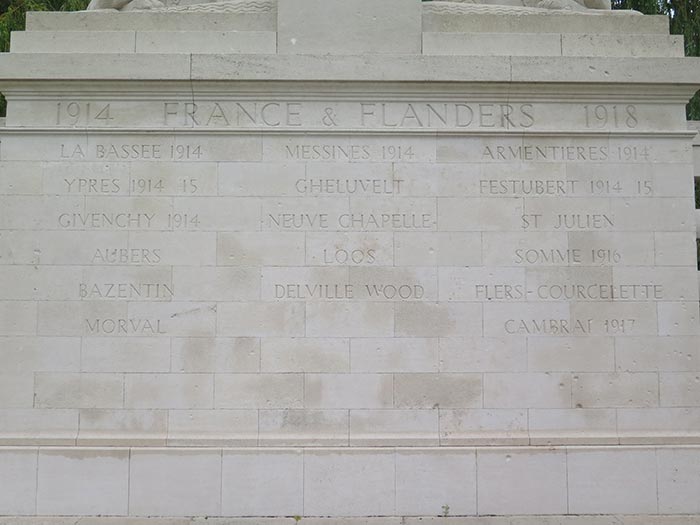 1914 FRANCE & FLANDERS 1918
LA BASSEE 1914 MESSINES 1914 ARMENTIERES 1914
YPRES 1914 15 GHELUVELT FESTUBERT 1914 15
GIVENCHY 1914 NEUVE CHAPELLE ST JULIEN
AUBERS LOOS SOMME 1916
BAZENTIN DELVILLE WOOD FLERS-COURCELETTE
MORVAL CAMBRAI 1917